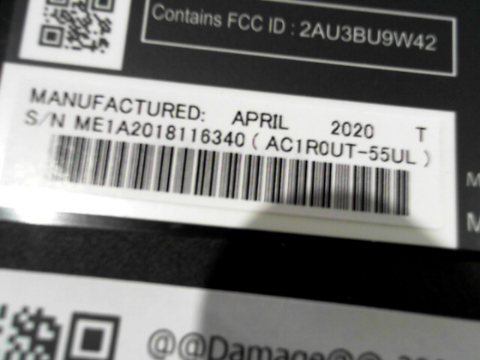 Contains FCC ID : 2AU3BU9W42
MANUFACTURED: APRIL 2020 T
S/N ME1A2018116340 ( AC1R0UT-55UL )
@@Damage@@